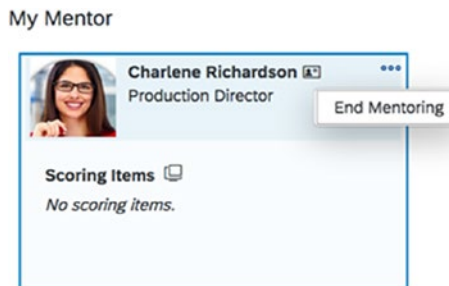 My Mentor
Charlene Richardson
Production Director
End Mentoring
Scoring Items
No scoring items.